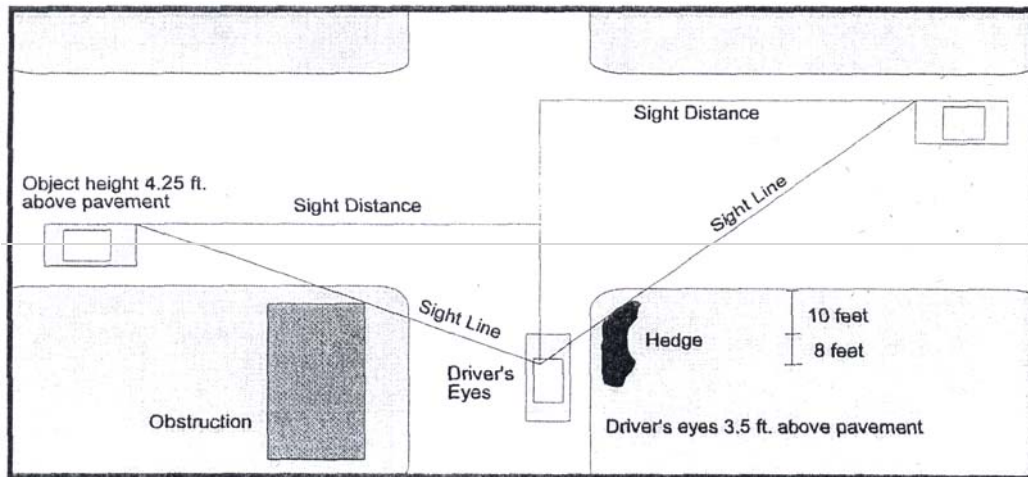 Sight Distance
Object height 4.25 ft.
above pavement
Sight Distance
Sight Line
Sight Line
10 feet
Hedge
8 feet
Driver's
Eyes
Obstruction
Driver's eyes 3.5 ft. above pavement